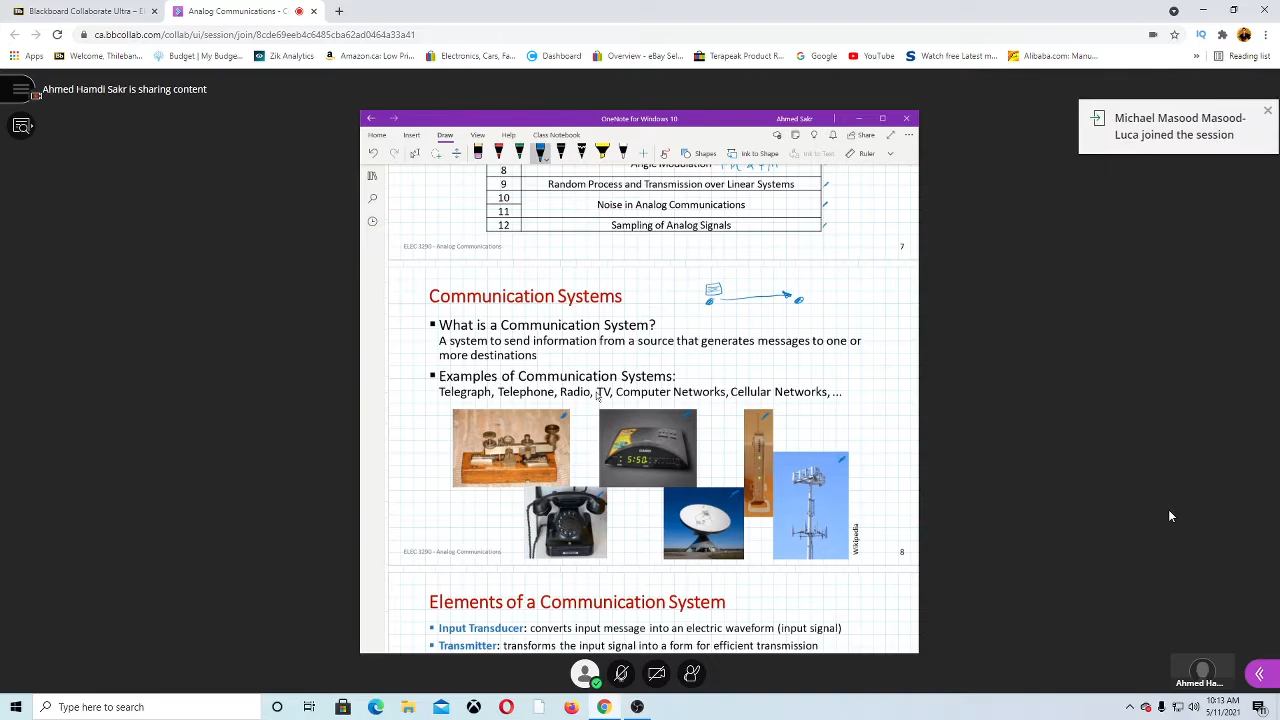 Blackboard Collaborate Ultra – El
Analog Communications -
ca.bbcollab.com/collab/ui/session/join/8cde69eeb4c6485cba62ad0464a33a41
Apps
Welcome, Thileban...
Budget | My Budge...
Zik Analytics
Amazon.ca: Low Pri...
Electronics, Cars, Fa...
Dashboard
Overview - eBay Sel...
Terapeak Product R...
Google
YouTube
Watch free Latest m...
Alibaba.com: Manu...
Reading list
Ahmed Hamdi Sakr is sharing content
Michael Masood Masood-
Luca joined the session
OneNote for Windows 10
Ahmed Sakr
Home Insert Draw View Help Class Notebook
Share
Shapes Ink to Shape Ink to Text Ruler
8 Angle Modulation
9 Random Process and Transmission over Linear Systems
10
Noise in Analog Communications
11
12 Sampling of Analog Signals
ELEC 3290 - Analog Communications 7
Communication Systems
▪ What is a Communication System?
A system to send information from a source that generates messages to one or
more destinations
▪ Examples of Communication Systems:
Telegraph, Telephone, Radio, TV, Computer Networks, Cellular Networks, ...
5:50
Wikipedia
ELEC 3290 - Analog Communications 8
Elements of a Communication System
▪ Input Transducer: converts input message into an electric waveform (input signal)
▪ Transmitter: transforms the input signal into a form for efficient transmission
Ahmed Ha...
Type here to search
10:13 AM
5/11/2021